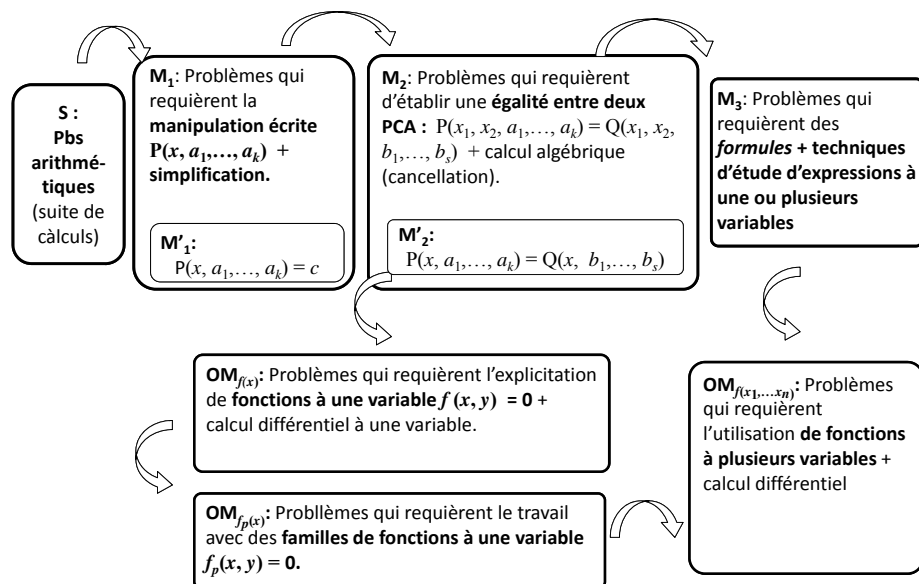 S :
Pbs
arithmé-
tiques
(suite de
càlculs)
M1: Problèmes qui
requièrent la
manipulation écrite
P(x, a1,…, ak) +
simplification.
M'1:
P(x, a1,…, ak) = c
M2: Problèmes qui requièrent
d'établir une égalité entre deux
PCA : P(x1, x2, a1,…, ak) = Q(x1, x2,
b1,…, bs) + calcul algébrique
(cancellation).
M'2:
P(x, a1,…, ak) = Q(x, b1,…, bs)
M3: Problèmes qui
requièrent des
formules + techniques
d'étude d'expressions à
une ou plusieurs
variables
OMf(x): Problèmes qui requièrent l'explicitation
de fonctions à une variable f (x, y) = 0 +
calcul différentiel à une variable.
OMfp(x): Probllèmes qui requièrent le travail
avec des familles de fonctions à une variable
fp(x, y) = 0.
OMf(x1,…xn): Problèmes
qui requièrent
l'utilisation de fonctions
à plusieurs variables +
calcul différentiel